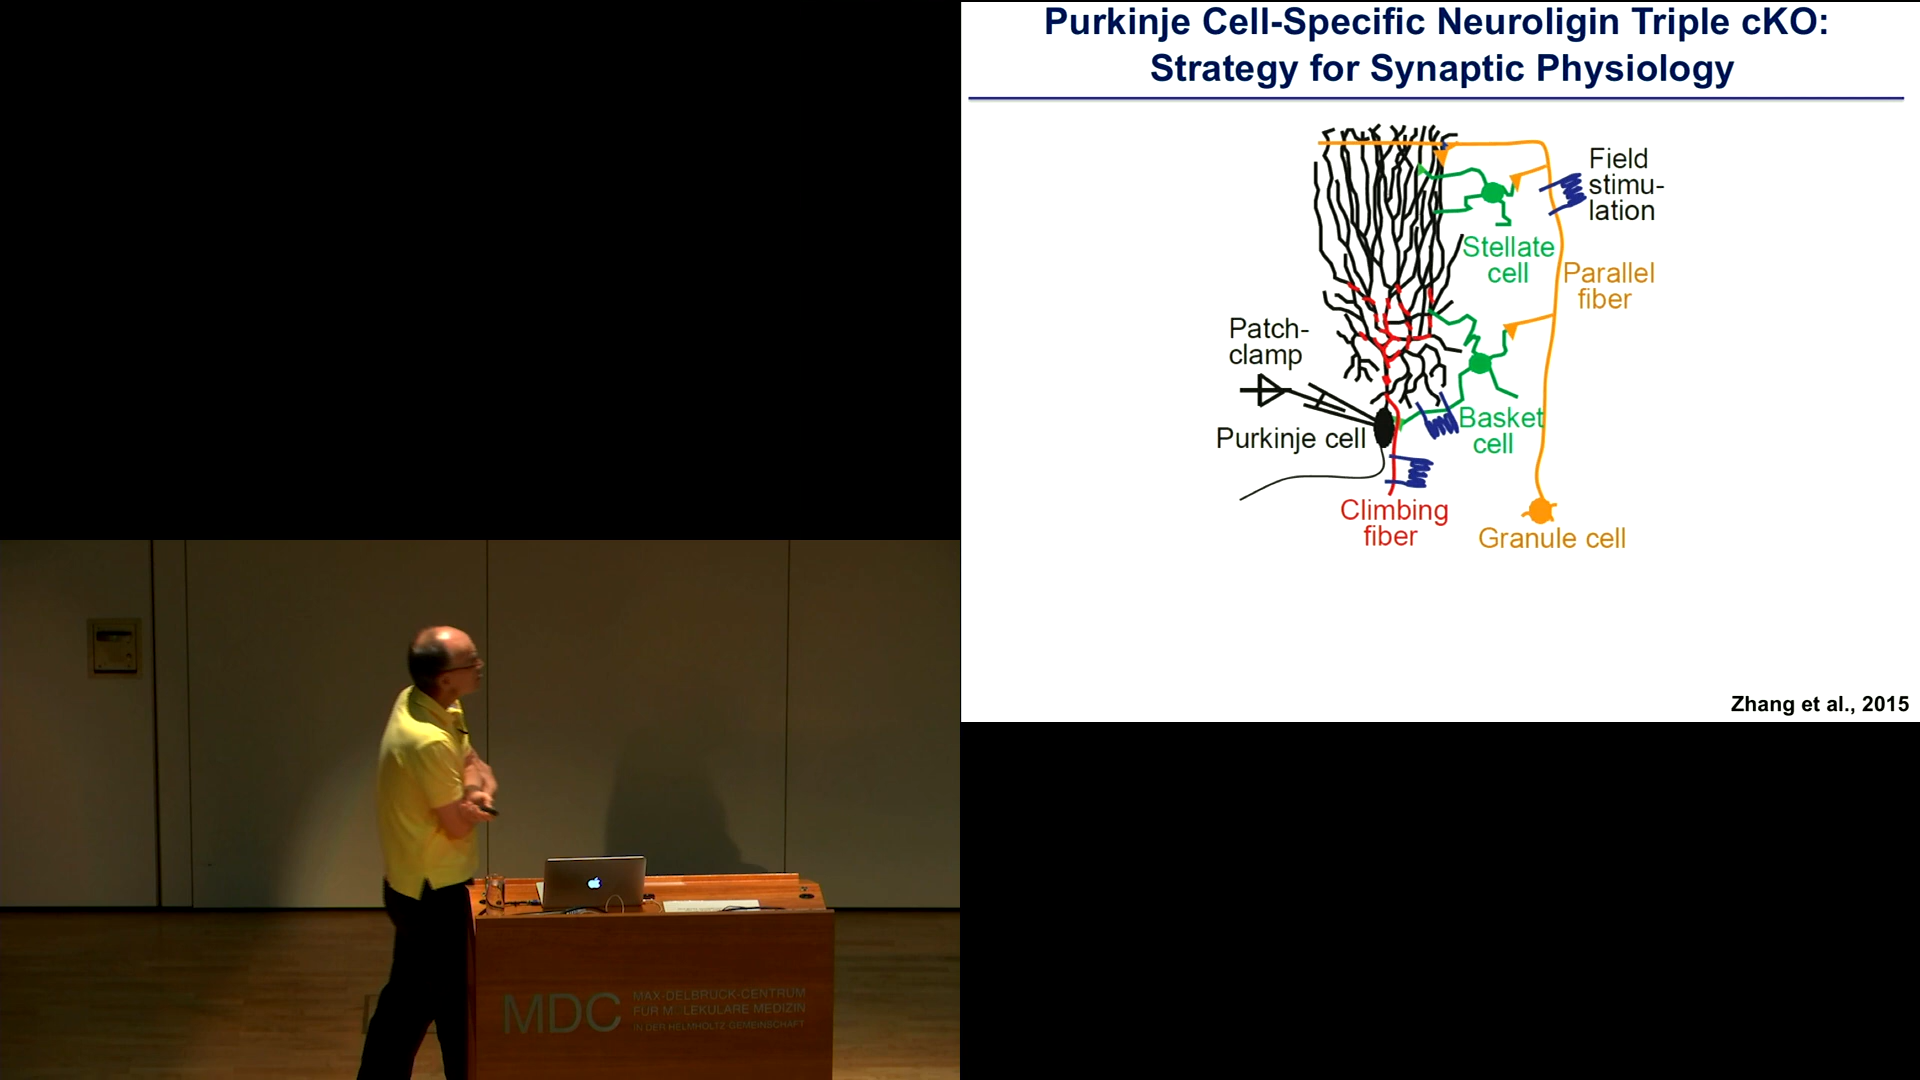 Purkinje Cell-Specific Neuroligin Triple cKO:
Strategy for Synaptic Physiology
Field
stimu-
lation
Stellate
cell
Parallel
fiber
Patch-
clamp
Purkinje cell
Basket
cell
Climbing
fiber
Granule cell
Zhang et al., 2015
MDC
MAX-DELBRÜCK-CENTRUM
FÜR M LEKULARE MEDIZIN
IN DER HELMHOLTZ-GEMEINSCHAFT